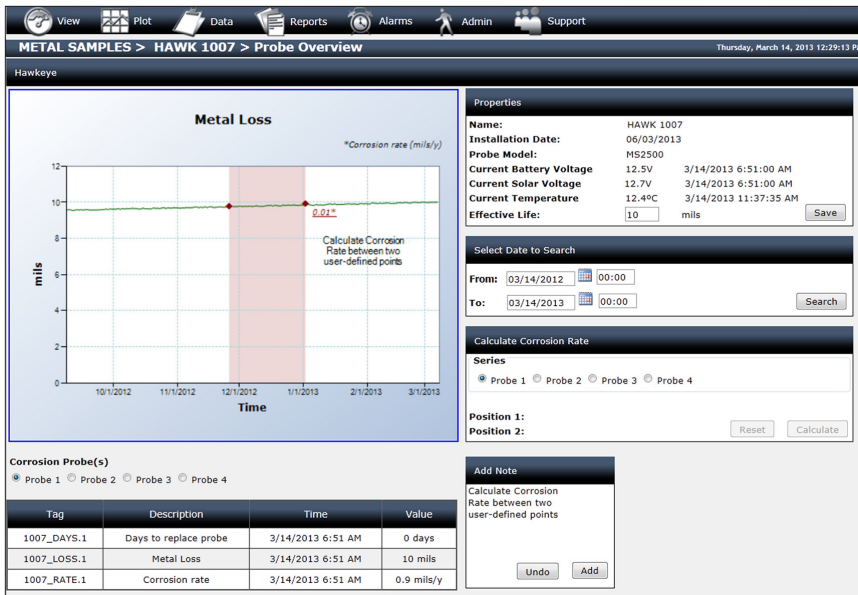 View Plot Data Reports Alarms Admin Support
METAL SAMPLES > HAWK 1007 > Probe Overview
Thursday, March 14, 2013 12:29:13 P
Hawkeye
Metal Loss
*Corrosion rate (mils/y)
12
10
8
6
4
2
0
mils
0.01*
Calculate Corrosion
Rate between two
user-defined points
10/1/2012 11/1/2012 12/1/2012 1/1/2013 2/1/2013 3/1/2013
Time
Properties
Name: HAWK 1007
Installation Date: 06/03/2013
Probe Model: MS2500
Current Battery Voltage 12.5V 3/14/2013 6:51:00 AM
Current Solar Voltage 12.7V 3/14/2013 6:51:00 AM
Current Temperature 12.4ºC 3/14/2013 11:37:35 AM
Effective Life: 10 mils Save
Select Date to Search
From: 03/14/2012 00:00
To: 03/14/2013 00:00 Search
Calculate Corrosion Rate
Series
Probe 1 Probe 2 Probe 3 Probe 4
Position 1:
Position 2: Reset Calculate
Corrosion Probe(s)
Probe 1 Probe 2 Probe 3 Probe 4
Tag Description Time Value
1007_DAYS.1 Days to replace probe 3/14/2013 6:51 AM 0 days
1007_LOSS.1 Metal Loss 3/14/2013 6:51 AM 10 mils
1007_RATE.1 Corrosion rate 3/14/2013 6:51 AM 0.9 mils/y
Add Note
Calculate Corrosion
Rate between two
user-defined points
Undo Add